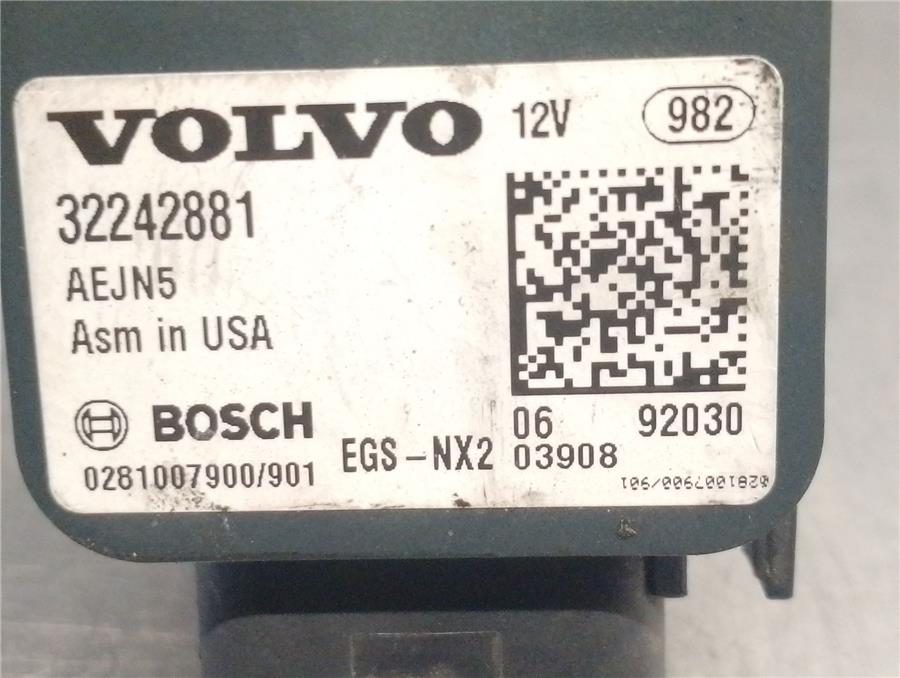 VOLVO 12V 982
32242881
AEJN5
Asm in USA
BOSCH
06 92030
EGS-NX2 03908
0281007900/901
0281007900/901